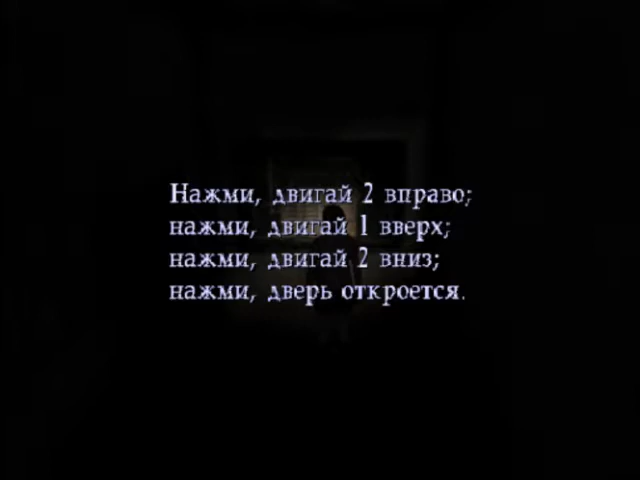 Нажми, двигай 2 вправо;
нажми, двигай 1 вверх;
нажми, двигай 2 вниз;
нажми, дверь откроется.